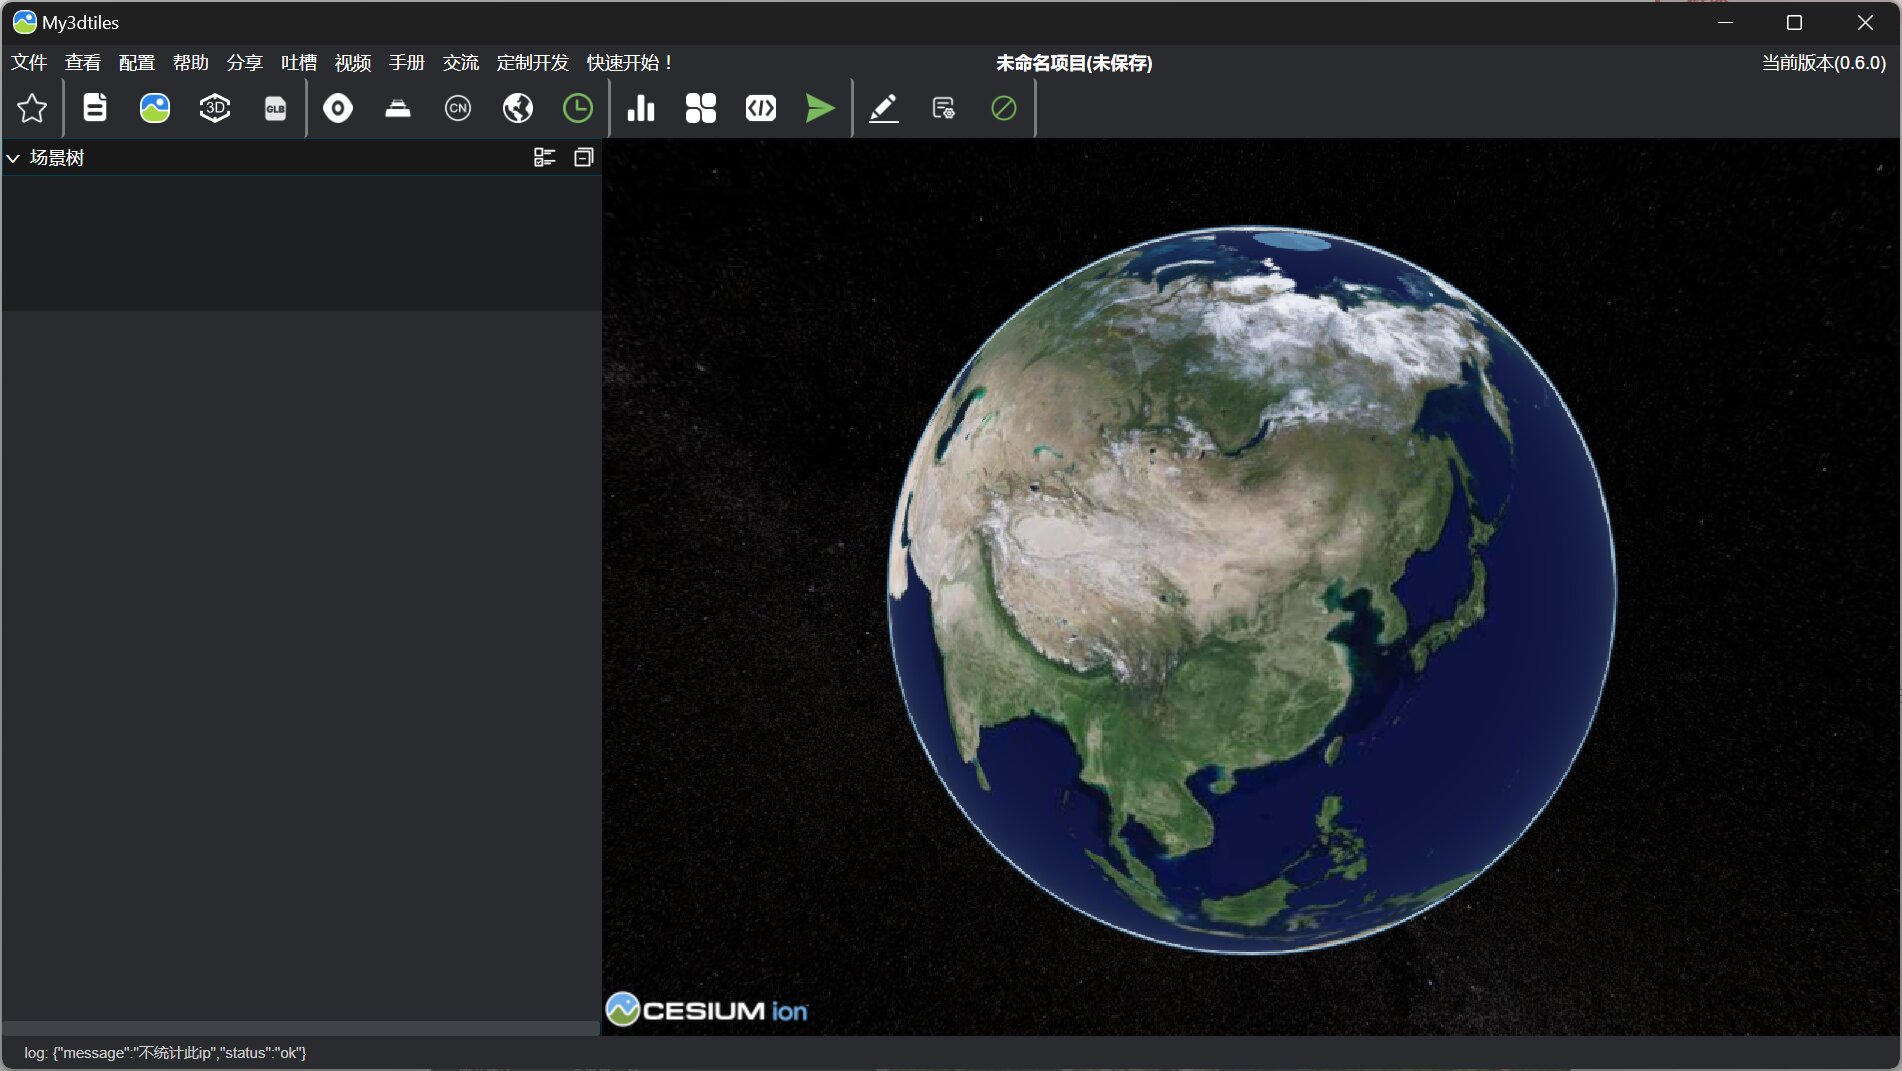 My3dtiles
文件 查看 配置 帮助 分享 吐槽 视频 手册 交流 定制开发 快速开始！ 未命名项目(未保存) 当前版本(0.6.0)
3D GLB CN
场景树
CESIUM ion
log: {"message":"不统计此ip","status":"ok"}